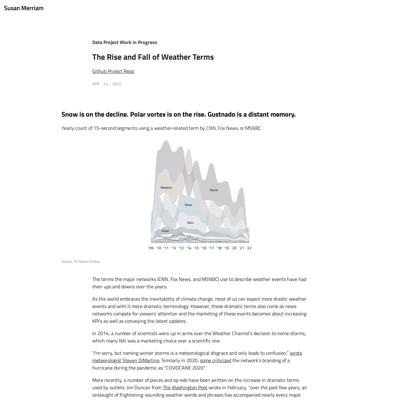 Susan Merriam
Data Project Work in Progress
The Rise and Fall of Weather Terms
Github Project Repo
Snow is on the decline. Polar vortex is on the rise. Gustnado is a distant memory.
Yearly count of 15-second segments using a weather-related term by CNN, Fox News, or MSNBC
Weather
Storm
Snow
Rain
'09 '10 '11 '12 '13 '14 '15 '16 '17 '18 '19 '20 '21 '22
The terms the major networks (CNN, Fox News, and MSNBC) use to describe weather events have had
their ups and downs over the years.
As the world embraces the inevitability of climate change, most of us can expect more drastic weather
events and with it more dramatic terminology. However, these dramatic terms also come as news
networks compete for viewers' attention and the marketing of these events becomes about increasing
KPI's as well as conveying the latest updates.
In 2014, a number of scientists were up in arms over the Weather Channel's decision to name storms,
which many felt was a marketing choice over a scientific one.
"I'm sorry, but naming winter storms is a meteorological disgrace and only leads to confusion," wrote
meteorologist Steven DiMartino. Similarly in 2020, some criticized the network's branding of a
hurricane during the pandemic as "COVIDCANE 2020".
More recently, a number of pieces and op-eds have been written on the increase in dramatic terms
used by outlets. Jim Duncan from The Washington Post wrote in February, "over the past few years, an
onslaught of frightening-sounding weather words and phrases has accompanied nearly every major